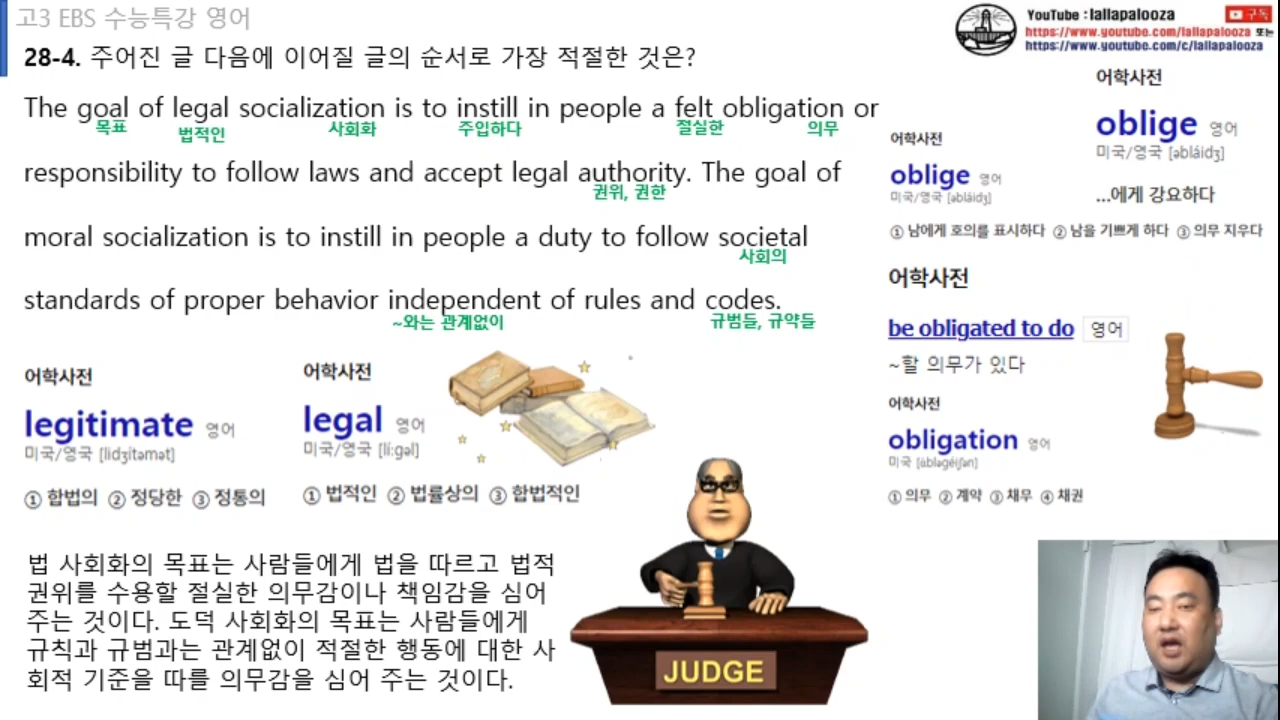 고3 EBS 수능특강 영어
YouTube : lallapalooza
구독
https://www.youtube.com/lallapalooza 또는
https://www.youtube.com/c/lallapalooza
28-4. 주어진 글 다음에 이어질 글의 순서로 가장 적절한 것은?
The goal of legal socialization is to instill in people a felt obligation or
목표 법적인 사회화 주입하다 절실한 의무
responsibility to follow laws and accept legal authority. The goal of
권위, 권한
moral socialization is to instill in people a duty to follow societal
사회의
standards of proper behavior independent of rules and codes.
~와는 관계없이 규범들, 규약들
어학사전
oblige 영어
미국/영국 [əbláidʒ]
...에게 강요하다
어학사전
oblige 영어
미국/영국 [əbláidʒ]
① 남에게 호의를 표시하다 ② 남을 기쁘게 하다 ③ 의무 지우다
어학사전
be obligated to do 영어
~할 의무가 있다
어학사전
obligation 영어
미국 [àbləgéiʃən]
① 의무 ② 계약 ③ 채무 ④ 채권
어학사전
legitimate 영어
미국/영국 [lidʒítəmət]
① 합법의 ② 정당한 ③ 정통의
어학사전
legal 영어
미국/영국 [lí:gəl]
① 법적인 ② 법률상의 ③ 합법적인
법 사회화의 목표는 사람들에게 법을 따르고 법적
권위를 수용할 절실한 의무감이나 책임감을 심어
주는 것이다. 도덕 사회화의 목표는 사람들에게
규칙과 규범과는 관계없이 적절한 행동에 대한 사
회적 기준을 따를 의무감을 심어 주는 것이다.
JUDGE